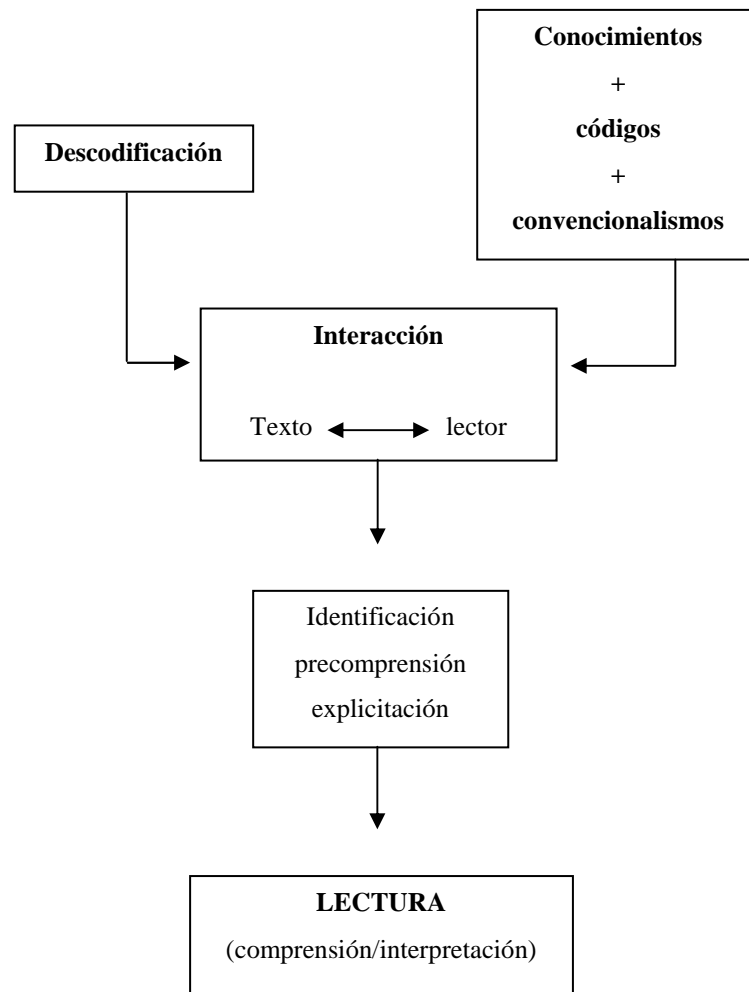 Conocimientos
+
códigos
+
convencionalismos
Descodificación
Interacción
Texto lector
Identificación
precomprensión
explicitación
LECTURA
(comprensión/interpretación)